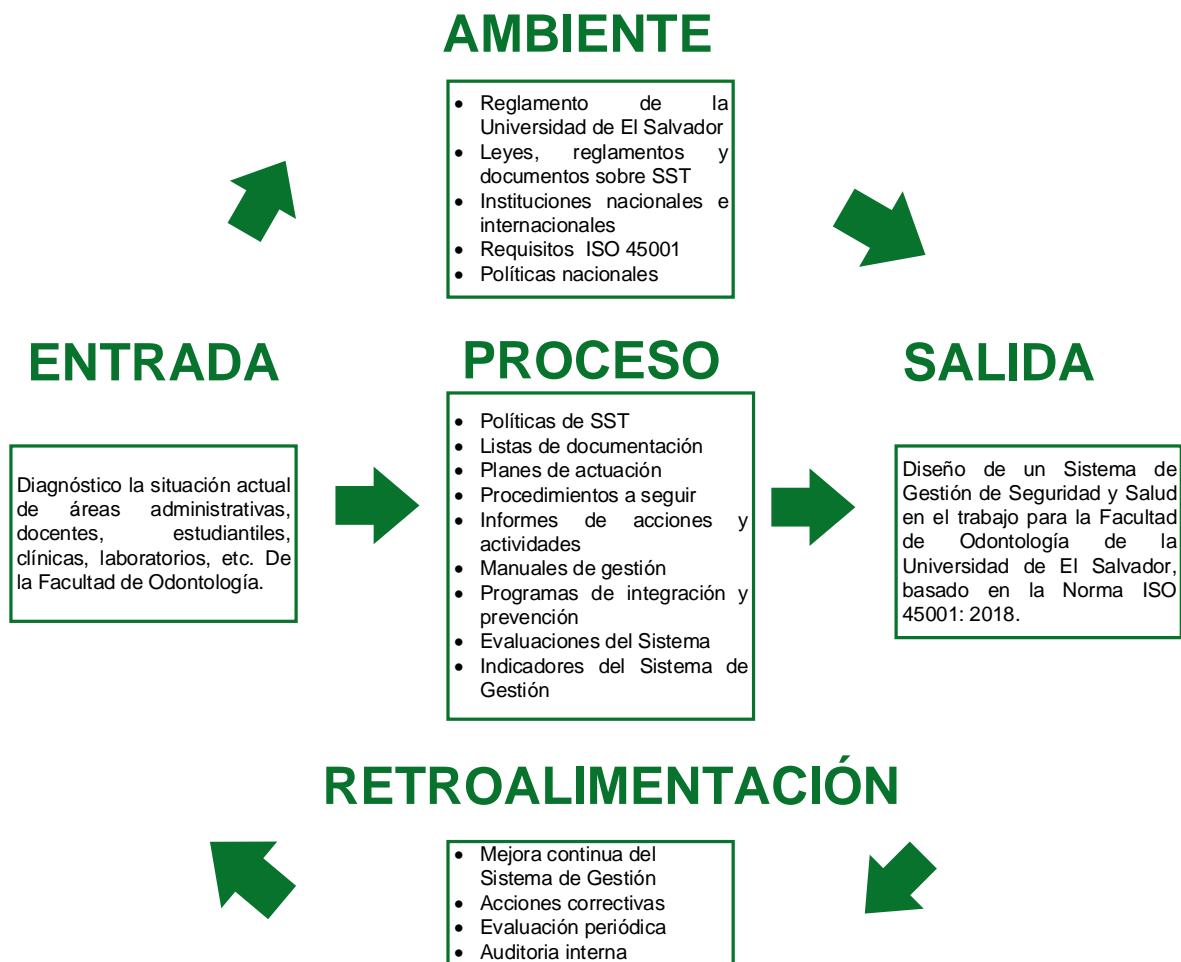 AMBIENTE
• Reglamento de la
Universidad de El Salvador
• Leyes, reglamentos y
documentos sobre SST
• Instituciones nacionales e
internacionales
• Requisitos ISO 45001
• Políticas nacionales
ENTRADA
Diagnóstico la situación actual
de áreas administrativas,
docentes, estudiantiles,
clínicas, laboratorios, etc. De
la Facultad de Odontología.
PROCESO
• Políticas de SST
• Listas de documentación
• Planes de actuación
• Procedimientos a seguir
• Informes de acciones y
actividades
• Manuales de gestión
• Programas de integración y
prevención
• Evaluaciones del Sistema
• Indicadores del Sistema de
Gestión
SALIDA
Diseño de un Sistema de
Gestión de Seguridad y Salud
en el trabajo para la Facultad
de Odontología de la
Universidad de El Salvador,
basado en la Norma ISO
45001: 2018.
RETROALIMENTACIÓN
• Mejora continua del
Sistema de Gestión
• Acciones correctivas
• Evaluación periódica
• Auditoria interna